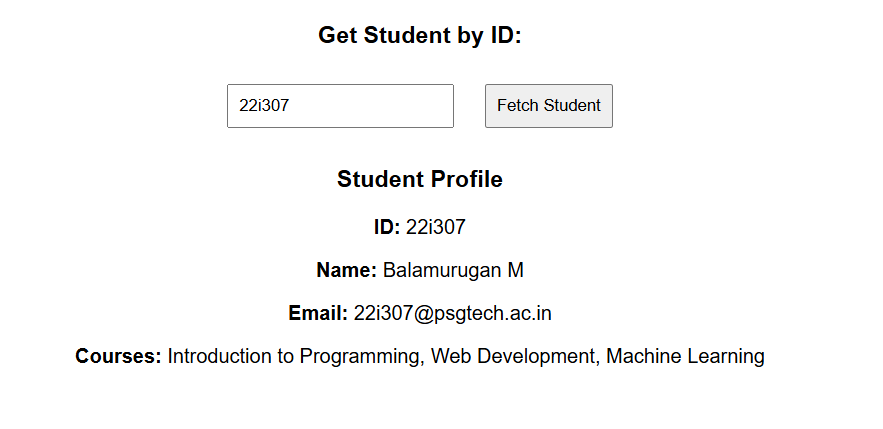 Get Student by ID:
22i307 Fetch Student
Student Profile
ID: 22i307
Name: Balamurugan M
Email: 22i307@psgtech.ac.in
Courses: Introduction to Programming, Web Development, Machine Learning